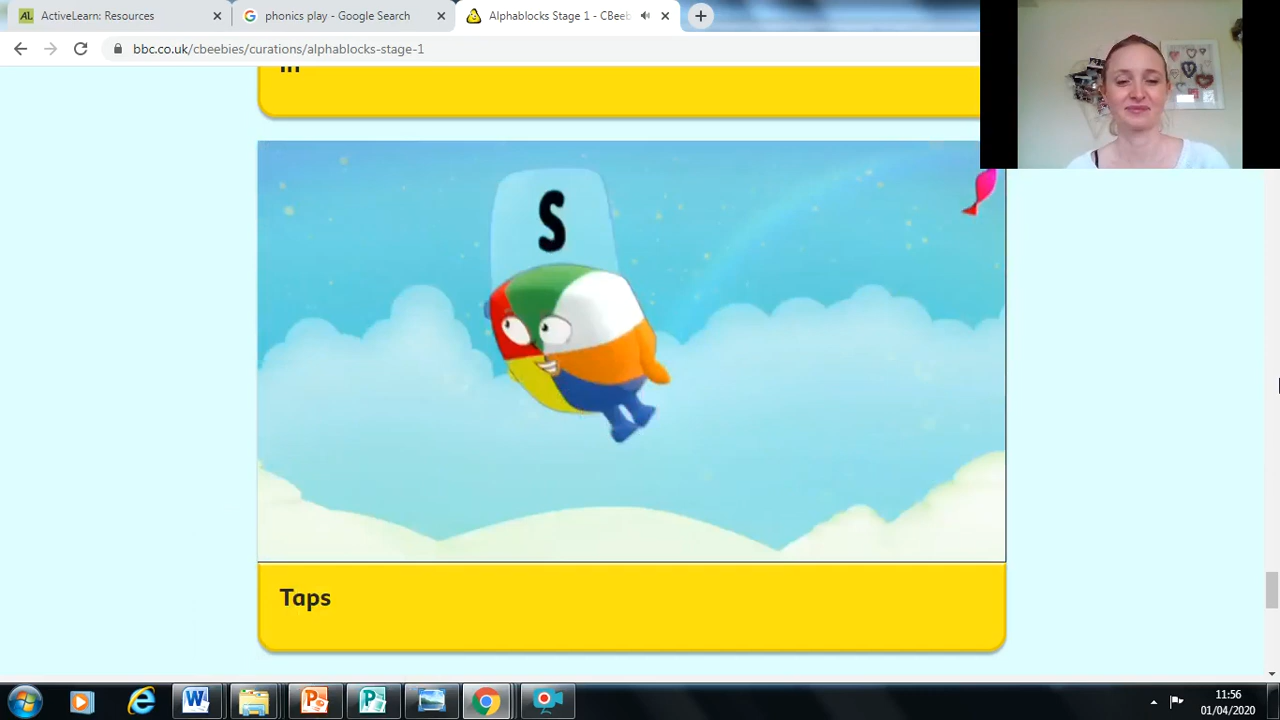 ActiveLearn: Resources
phonics play - Google Search
Alphablocks Stage 1 - CBeeb
bbc.co.uk/cbeebies/curations/alphablocks-stage-1
in
S
Taps
11:56
01/04/2020